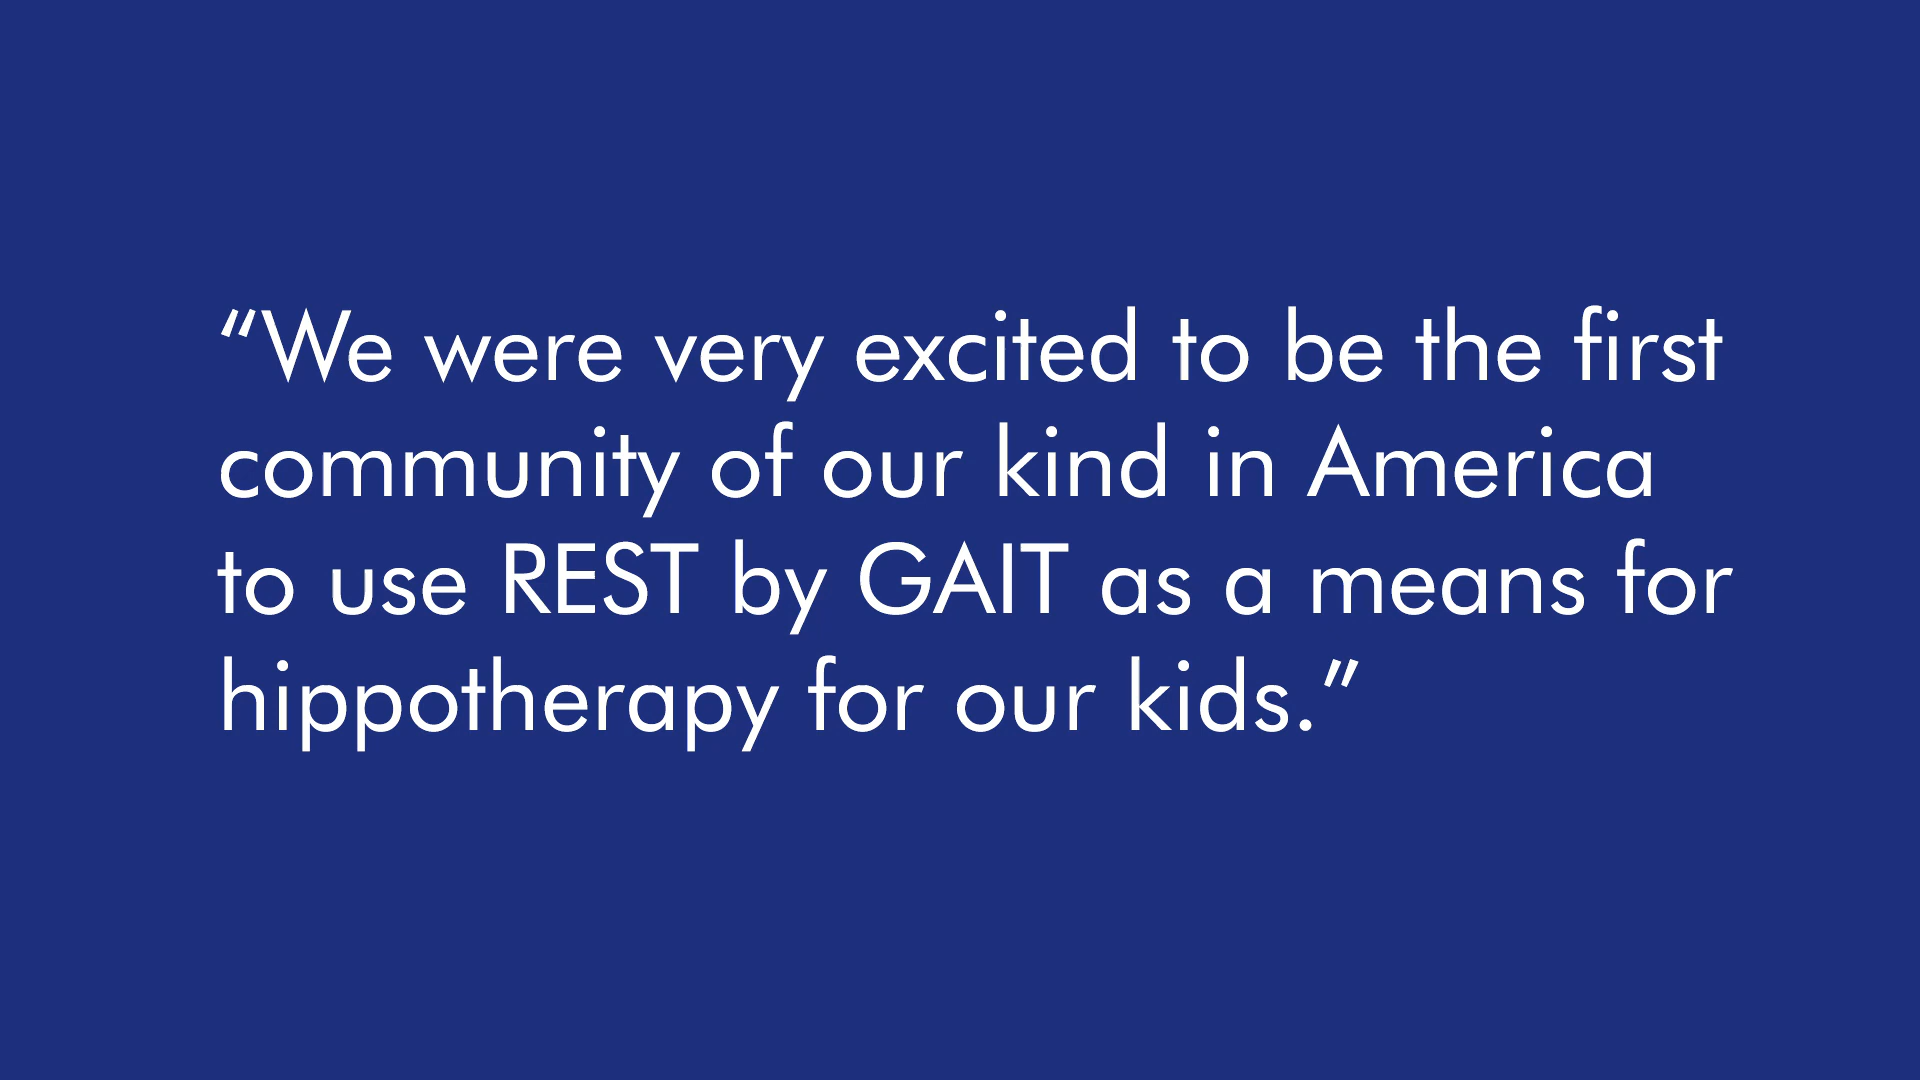 “We were very excited to be the first
community of our kind in America
to use REST by GAIT as a means for
hippotherapy for our kids.”